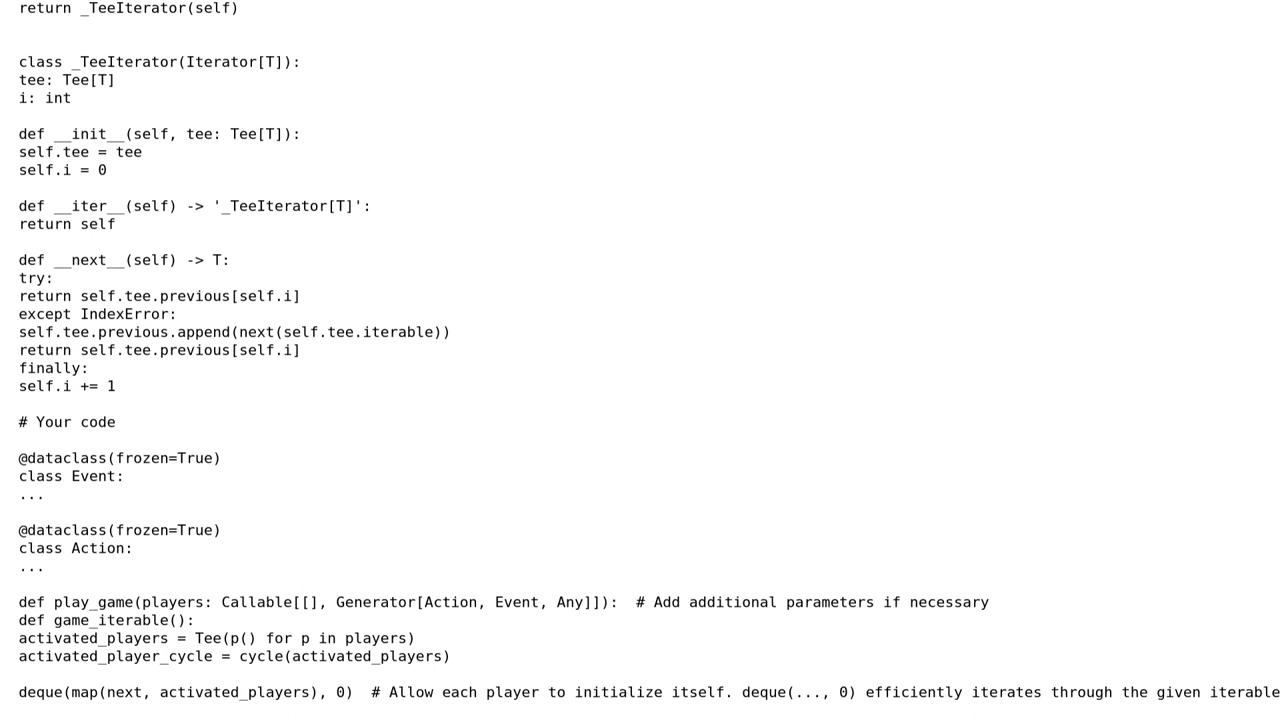 return _TeeIterator(self)
class _TeeIterator(Iterator[T]):
tee: Tee[T]
i: int
def __init__(self, tee: Tee[T]):
self.tee = tee
self.i = 0
def __iter__(self) -> '_TeeIterator[T]':
return self
def __next__(self) -> T:
try:
return self.tee.previous[self.i]
except IndexError:
self.tee.previous.append(next(self.tee.iterable))
return self.tee.previous[self.i]
finally:
self.i += 1
# Your code
@dataclass(frozen=True)
class Event:
...
@dataclass(frozen=True)
class Action:
...
def play_game(players: Callable[[], Generator[Action, Event, Any]]):  # Add additional parameters if necessary
def game_iterable():
activated_players = Tee(p() for p in players)
activated_player_cycle = cycle(activated_players)
deque(map(next, activated_players), 0)  # Allow each player to initialize itself. deque(..., 0) efficiently iterates through the given iterable